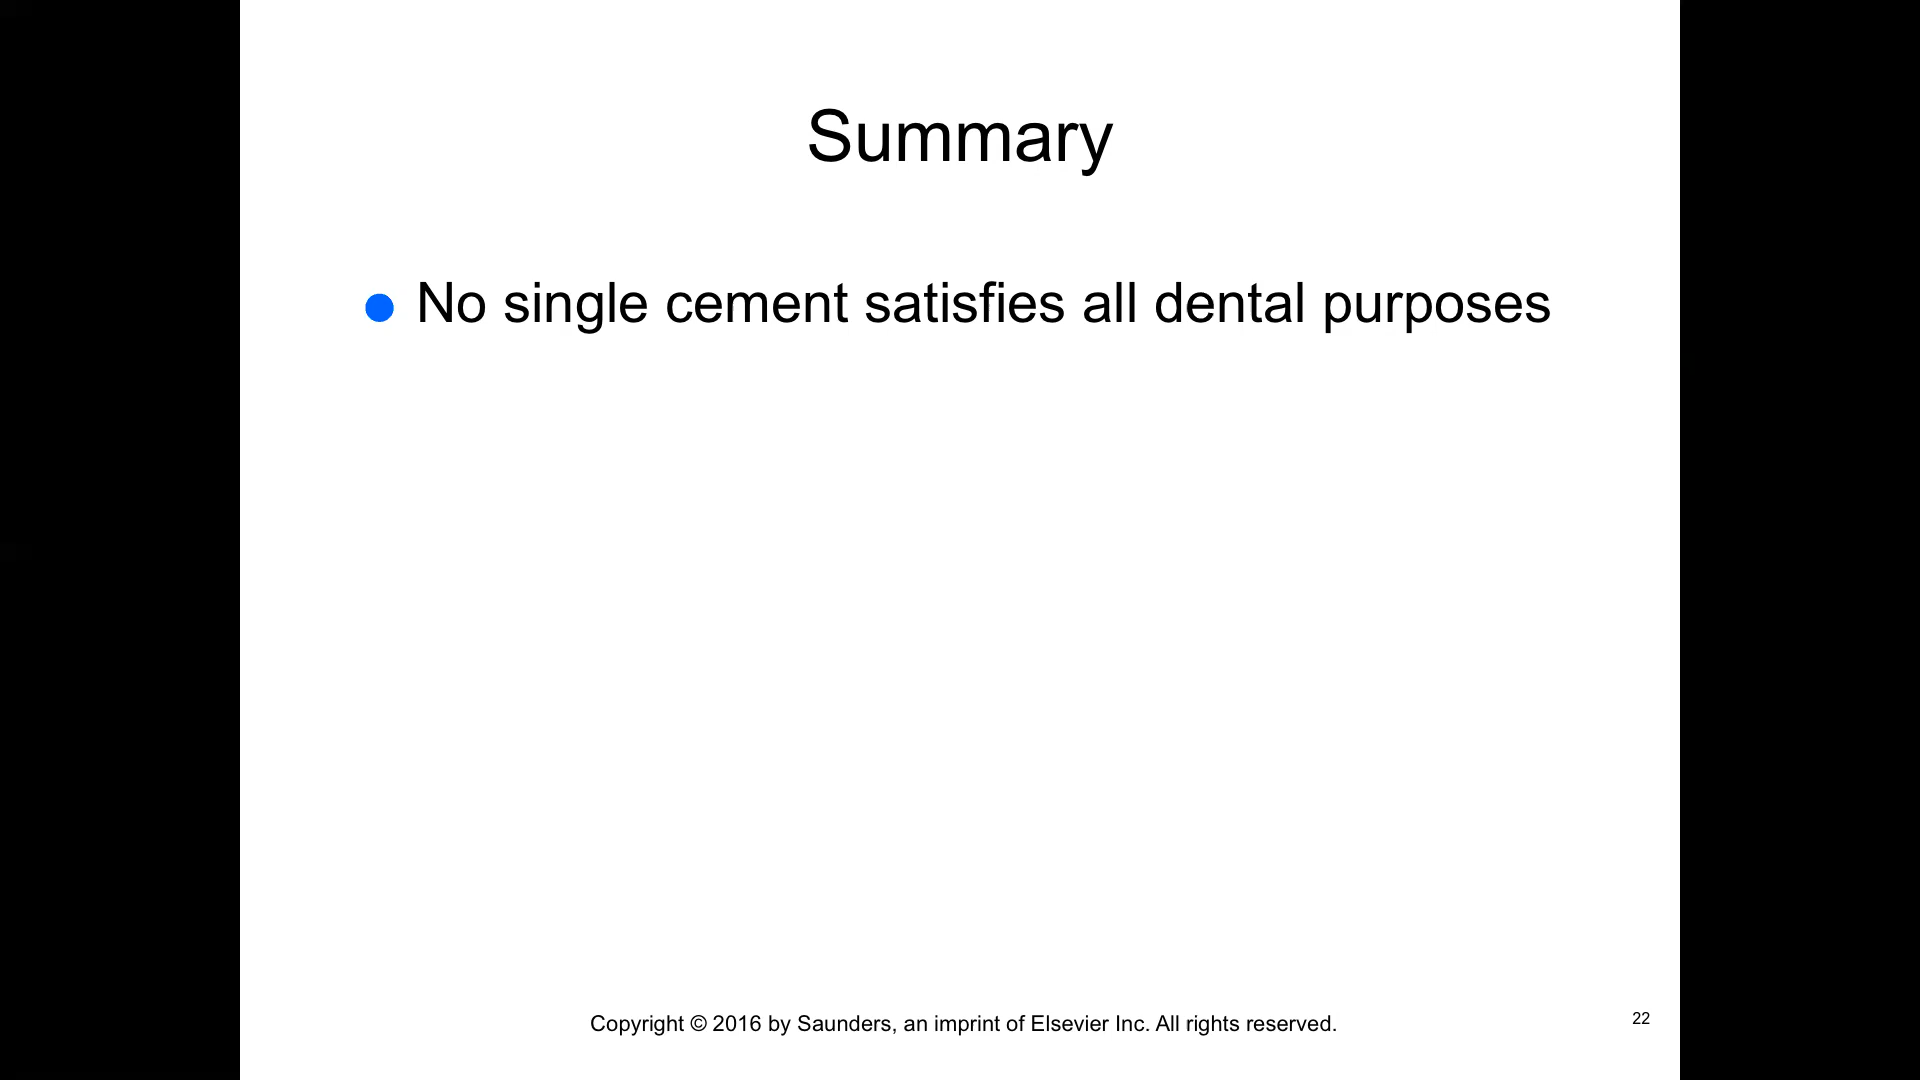 Summary
No single cement satisfies all dental purposes
Copyright © 2016 by Saunders, an imprint of Elsevier Inc. All rights reserved.
22